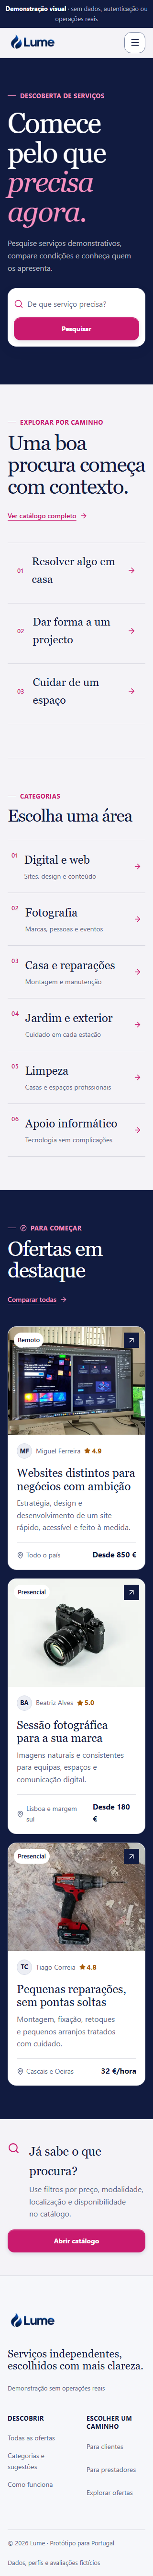 Demonstração visual · sem dados, autenticação ou
operações reais
Lume
DESCOBERTA DE SERVIÇOS
Comece
pelo que
precisa
agora.
Pesquise serviços demonstrativos,
compare condições e conheça quem
os apresenta.
De que serviço precisa?
Pesquisar
EXPLORAR POR CAMINHO
Uma boa
procura começa
com contexto.
Ver catálogo completo
01 Resolver algo em
casa
02 Dar forma a um
projeto
03 Cuidar de um
espaço
CATEGORIAS
Escolha uma área
01 Digital e web
Sites, design e conteúdo
02 Fotografia
Marcas, pessoas e eventos
03 Casa e reparações
Montagem e manutenção
04 Jardim e exterior
Cuidado em cada estação
05 Limpeza
Casas e espaços profissionais
06 Apoio informático
Tecnologia sem complicações
PARA COMEÇAR
Ofertas em
destaque
Comparar todas
Remoto
MF Miguel Ferreira 4.9
Websites distintos para
negócios com ambição
Estratégia, design e
desenvolvimento de um site
rápido, acessível e feito à medida.
Todo o país Desde 850 €
Presencial
BA Beatriz Alves 5.0
Sessão fotográfica
para a sua marca
Imagens naturais e consistentes
para equipas, espaços e
comunicação digital.
Lisboa e margem
sul
Desde 180
€
Presencial
TC Tiago Correia 4.8
Pequenas reparações,
sem pontas soltas
Montagem, fixação, retoques
e pequenos arranjos tratados
com cuidado.
Cascais e Oeiras 32 €/hora
Já sabe o que
procura?
Use filtros por preço, modalidade,
localização e disponibilidade
no catálogo.
Abrir catálogo
Lume
Serviços independentes,
escolhidos com mais clareza.
Demonstração sem operações reais
DESCOBRIR
Todas as ofertas
Categorias e
sugestões
Como funciona
ESCOLHER UM
CAMINHO
Para clientes
Para prestadores
Explorar ofertas
© 2026 Lume · Protótipo para Portugal
Dados, perfis e avaliações fictícios